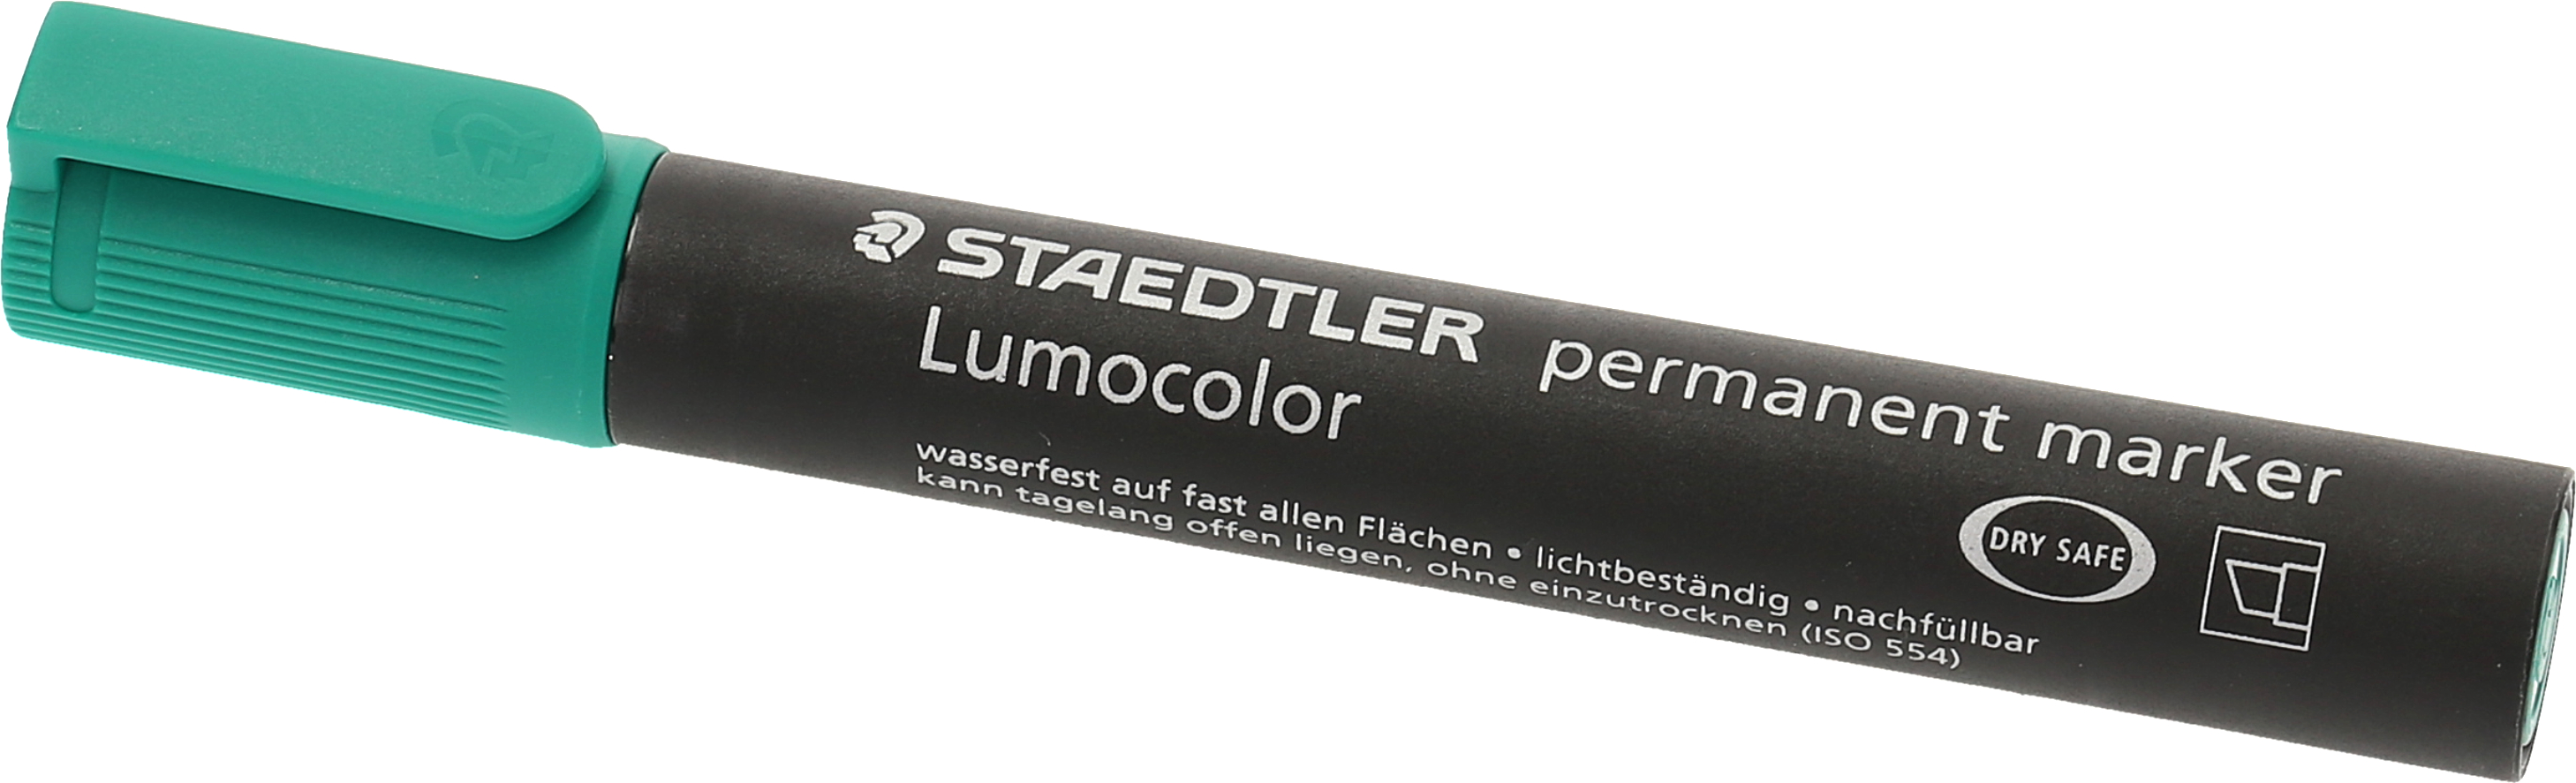 STAEDTLER permanent marker
Lumocolor
DRY SAFE
wasserfest auf fast allen Flächen • lichtbeständig • nachfüllbar
kann tagelang offen liegen, ohne einzutrocknen (ISO 554)